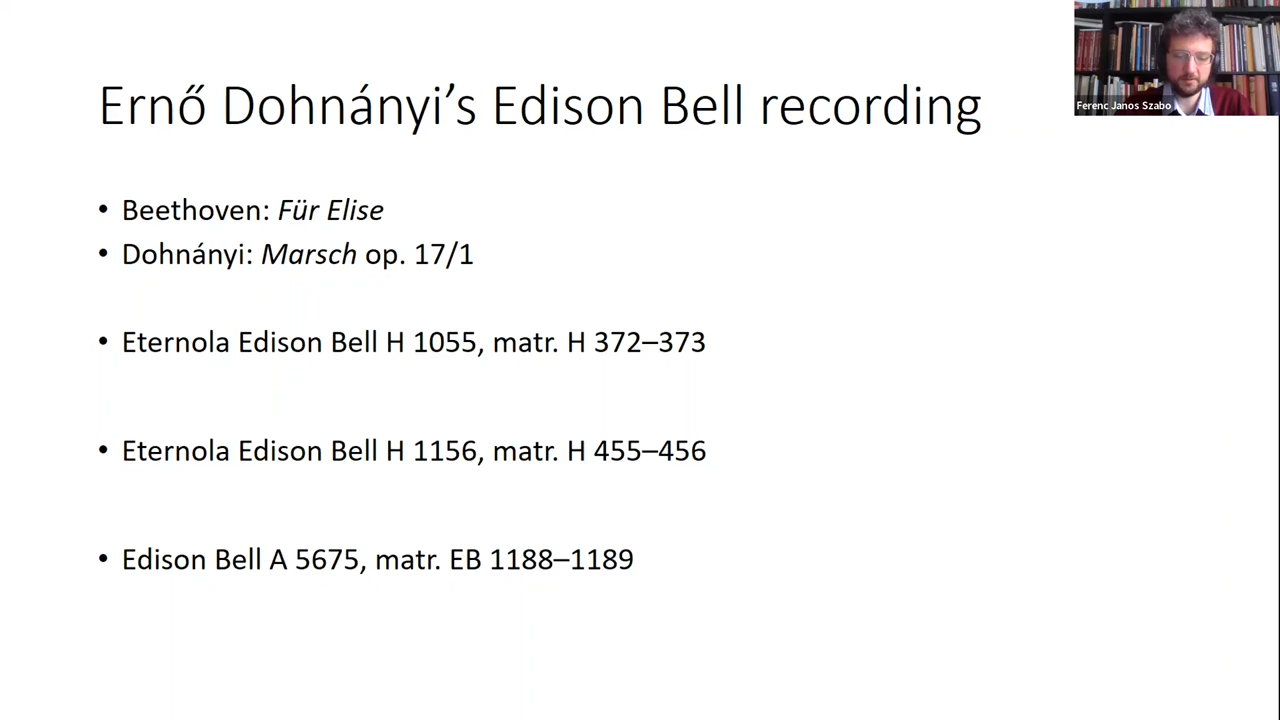 Ernő Dohnányi’s Edison Bell recording
Ferenc Janos Szabo
• Beethoven: Für Elise
• Dohnányi: Marsch op. 17/1
• Eternola Edison Bell H 1055, matr. H 372–373
• Eternola Edison Bell H 1156, matr. H 455–456
• Edison Bell A 5675, matr. EB 1188–1189